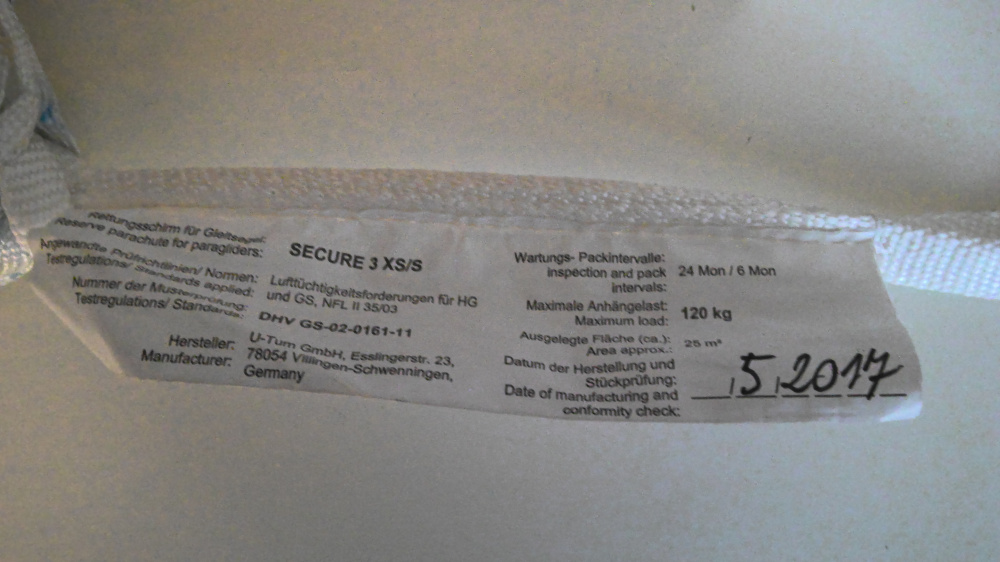 Rettungsschirm für Gleitsegel:
Reserve parachute for paragliders:
SECURE 3 XS/S
Angewandte Prüfrichtlinien/ Normen:
Testregulations/ Standards applied:
Lufttüchtigkeitsforderungen für HG
und GS, NFL II 35/03
Nummer der Musterprüfung:
Testregulations/ Standards:
DHV GS-02-0161-11
Hersteller:
Manufacturer:
U-Turn GmbH, Esslingerstr. 23,
78054 Villingen-Schwenningen,
Germany
Wartungs- Packintervalle:
inspection and pack
intervals:
24 Mon / 6 Mon
Maximale Anhängelast:
Maximum load:
120 kg
Ausgelegte Fläche (ca.):
Area approx.:
25 m²
Datum der Herstellung und
Stückprüfung:
Date of manufacturing and
conformity check:
5.2017